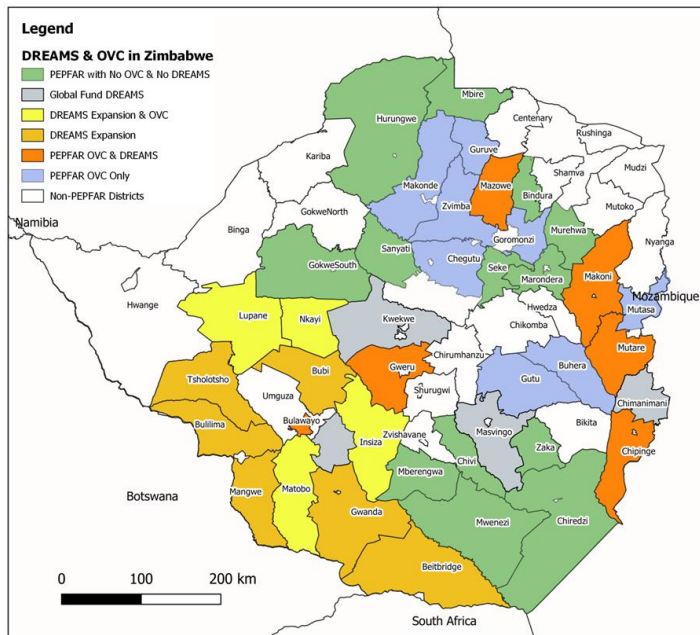 Legend
DREAMS & OVC in Zimbabwe
PEPFAR with No OVC & No DREAMS
Global Fund DREAMS
DREAMS Expansion & OVC
DREAMS Expansion
PEPFAR OVC & DREAMS
PEPFAR OVC Only
Non-PEPFAR Districts
Mbire
Hurungwe
Centenary
Rushinga
Guruve
Kariba
Shamva
Mudzi
Makonde
Mazowe
Bindura
Zvimba
Mutoko
GokweNorth
Namibia
Binga
Goromonzi
Murehwa
Nyanga
Sanyati
Chegutu
GokweSouth
Seke
Makoni
Marondera
Mozambique
Hwange
Hwedza
Mutasa
Lupane
Nkayi
Kwekwe
Chikomba
Mutare
Chirumhanzu
Gweru
Buhera
Bubi
Tsholotsho
Gutu
Shurugwi
Umguza
Chimanimani
Bulawayo
Bikita
Bulilima
Masvingo
Zvishavane
Insiza
Zaka
Chipinge
Chivi
Mberengwa
Mangwe
Matobo
Botswana
Gwanda
Chiredzi
Mwenezi
Beitbridge
0 100 200 km
South Africa